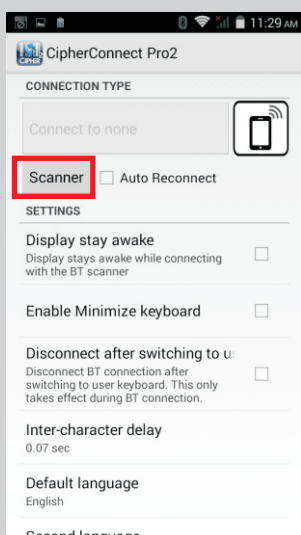 11:29 AM
CipherConnect Pro2
CONNECTION TYPE
Connect to none
Scanner
Auto Reconnect
SETTINGS
Display stay awake
Display stays awake while connecting
with the BT scanner
Enable Minimize keyboard
Disconnect after switching to u
Disconnect BT connection after
switching to user keyboard. This only
takes effect during BT connection.
Inter-character delay
0.07 sec
Default language
English
Second language